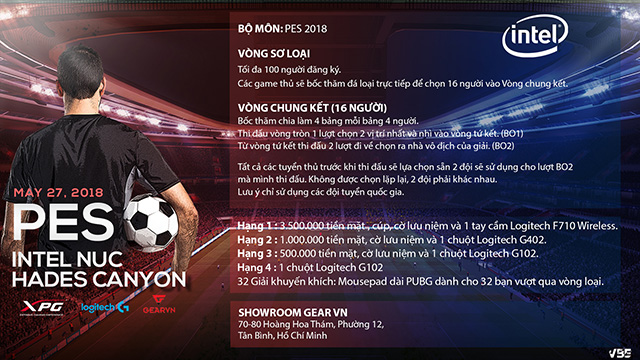 BỘ MÔN: PES 2018
intel
VÒNG SƠ LOẠI
Tối đa 100 người đăng ký.
Các game thủ sẽ bốc thăm đá loại trực tiếp để chọn 16 người vào Vòng chung kết.
VÒNG CHUNG KẾT (16 NGƯỜI)
Bốc thăm chia làm 4 bảng mỗi bảng 4 người.
Thi đấu vòng tròn 1 lượt chọn 2 vị trí nhất và nhì vào vòng tứ kết. (BO1)
Từ vòng tứ kết thi đấu 2 lượt đi về chọn ra nhà vô địch của giải. (BO2)
Tất cả các tuyển thủ trước khi thi đấu sẽ lựa chọn sẵn 2 đội sẽ sử dụng cho lượt BO2
mà mình thi đấu. Không được chọn lặp lại, 2 đội phải khác nhau.
Lưu ý chỉ sử dụng các đội tuyển quốc gia.
MAY 27, 2018
PES
INTEL NUC
HADES CANYON
XPG
logitech G
GEARVN
Hạng 1 : 3.500.000 tiền mặt , cúp, cờ lưu niệm và 1 tay cầm Logitech F710 Wireless.
Hạng 2 : 1.000.000 tiền mặt, cờ lưu niệm và 1 chuột Logitech G402.
Hạng 3 : 500.000 tiền mặt, cờ lưu niệm và 1 chuột Logitech G102.
Hạng 4 : 1 chuột Logitech G102
32 Giải khuyến khích: Mousepad dài PUBG dành cho 32 bạn vượt qua vòng loại.
SHOWROOM GEAR VN
70-80 Hoàng Hoa Thám, Phường 12,
Tân Bình, Hồ Chí Minh